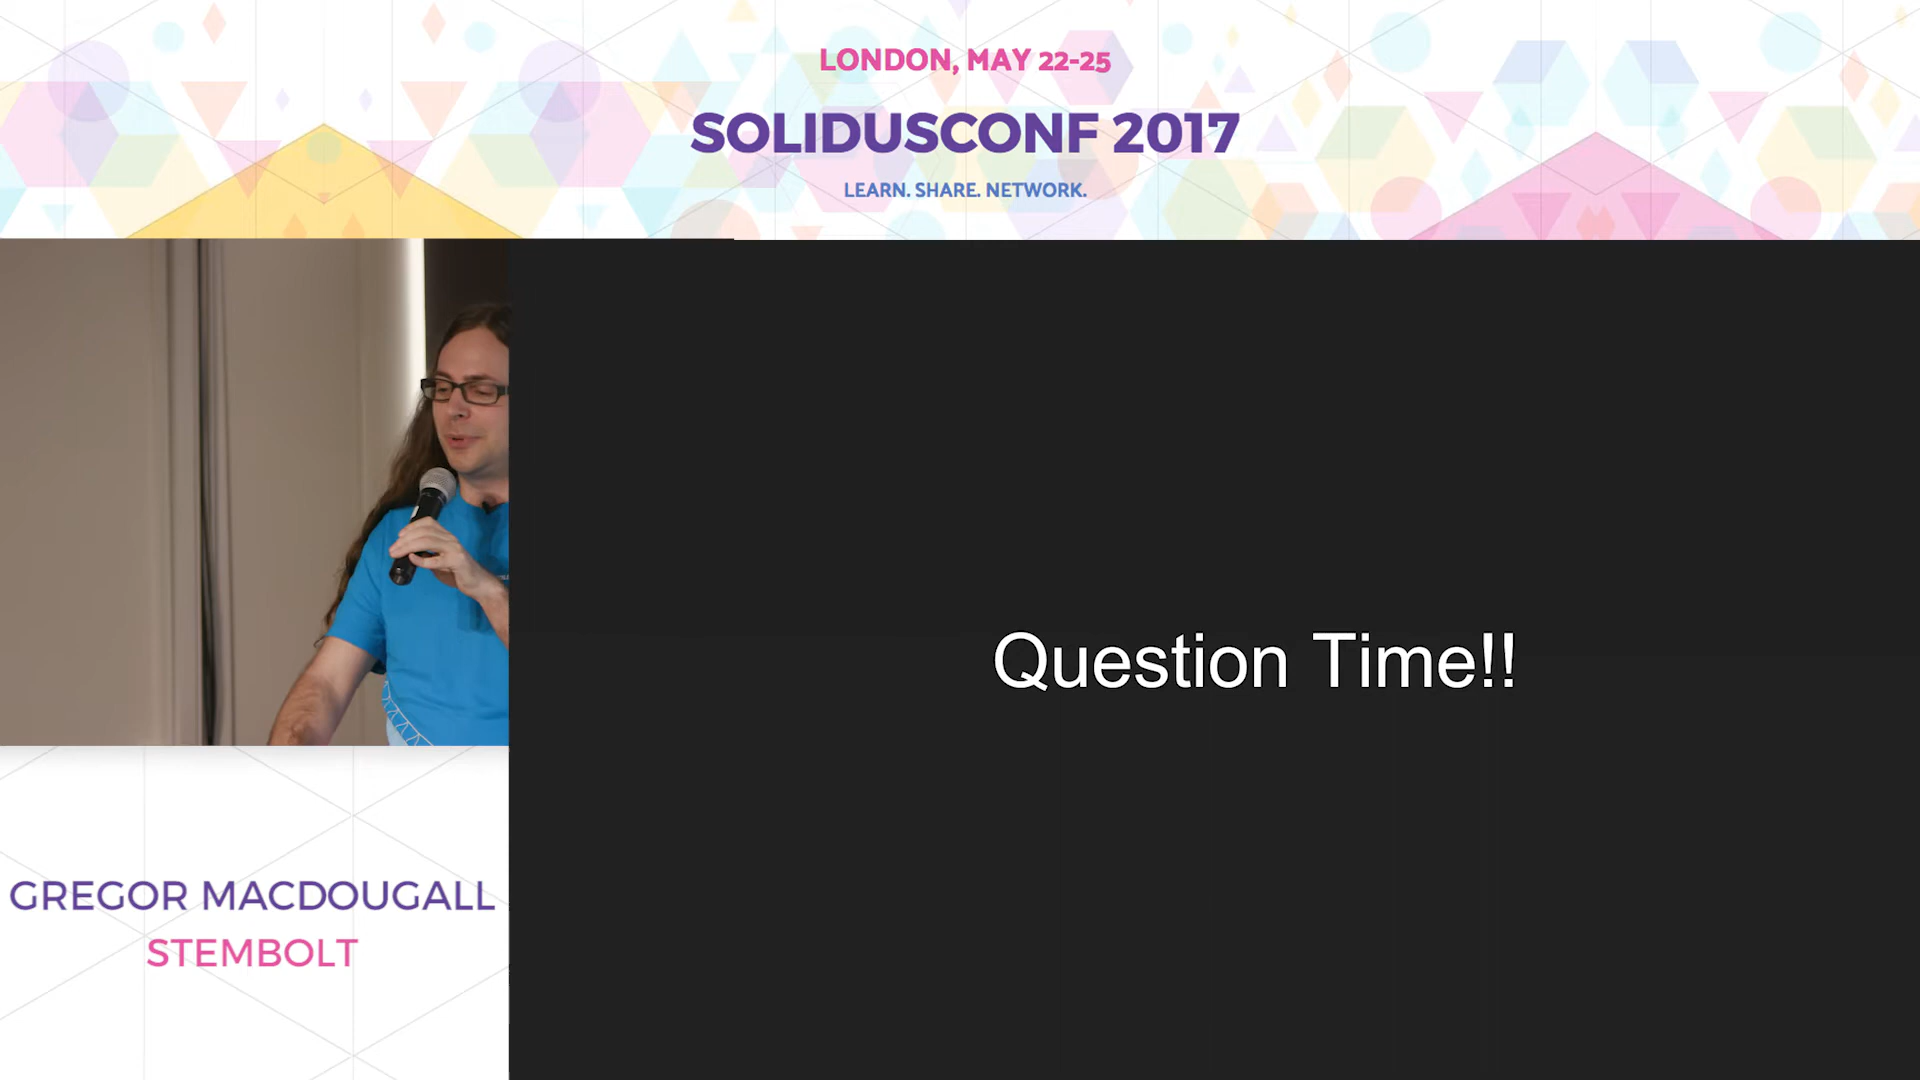 LONDON, MAY 22-25
SOLIDUSCONF 2017
LEARN. SHARE. NETWORK.
Question Time!!
GREGOR MACDOUGALL
STEMBOLT